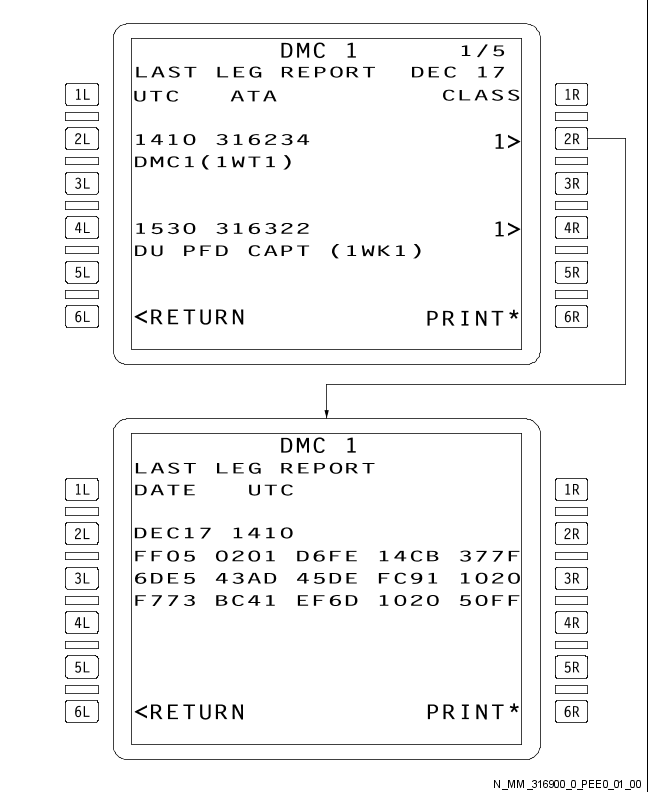 DMC 1 1/5
LAST LEG REPORT DEC 17
1L UTC ATA CLASS 1R
2L 1410 316234 1> 2R
DMC1(1WT1)
3L 3R
4L 1530 316322 1> 4R
DU PFD CAPT (1WK1)
5L 5R
6L <RETURN PRINT* 6R
DMC 1
LAST LEG REPORT
1L DATE UTC 1R
2L DEC17 1410 2R
FF05 0201 D6FE 14CB 377F
3L 6DE5 43AD 45DE FC91 1020 3R
F773 BC41 EF6D 1020 50FF
4L 4R
5L 5R
6L <RETURN PRINT* 6R
N_MM_316900_0_PEE0_01_00